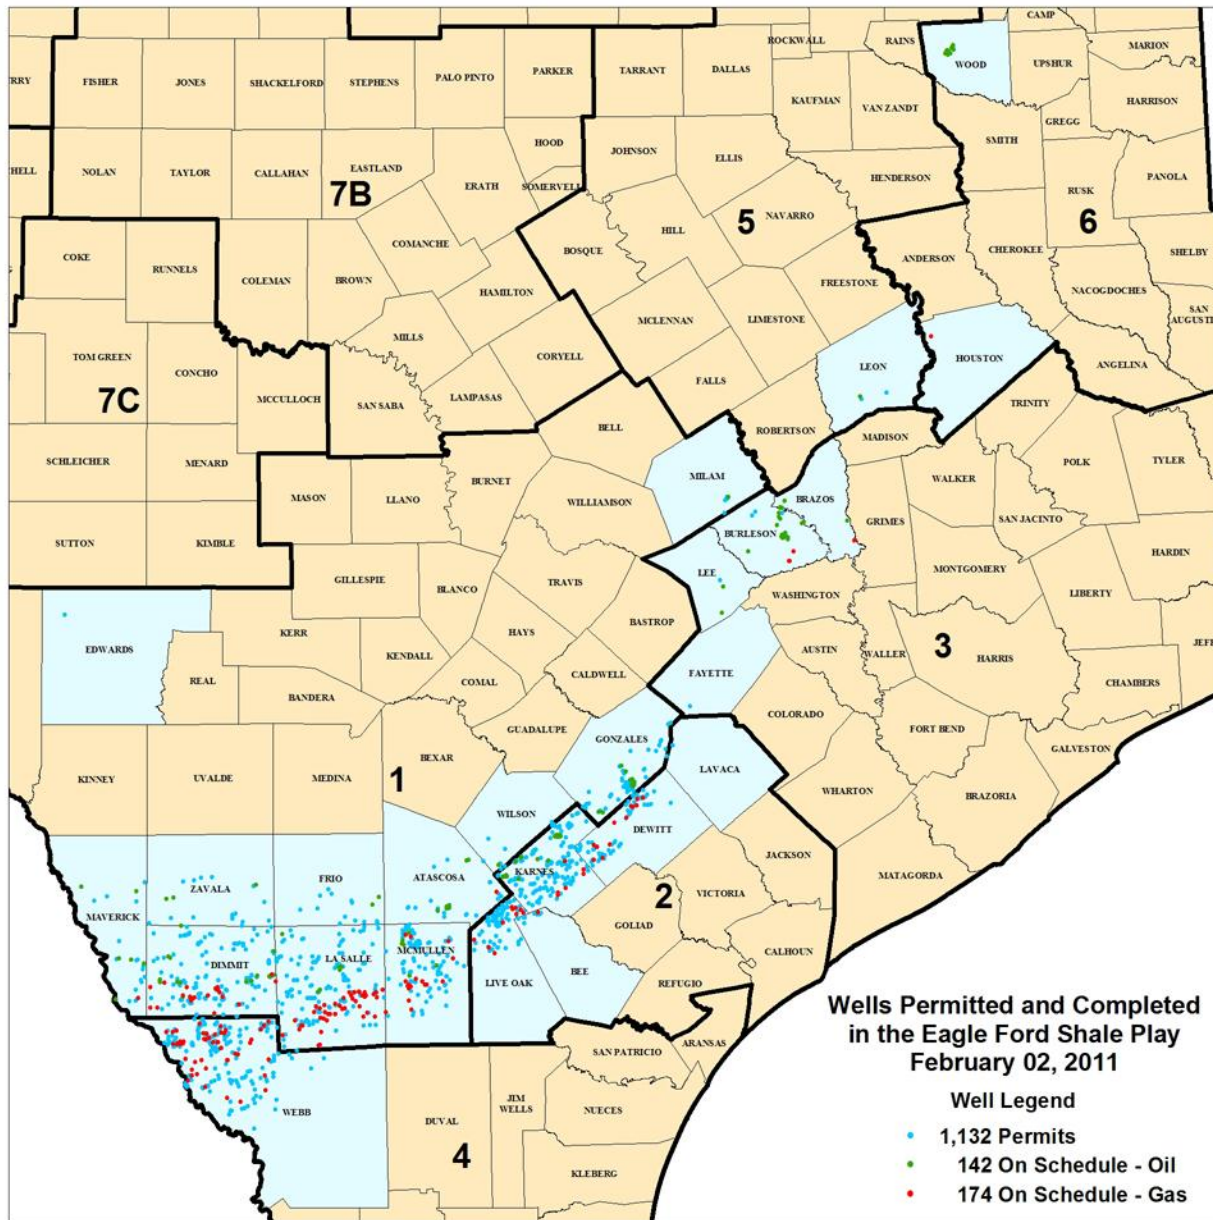 CAMP
ROCKWALL
RAINS
MARION
RRY
FISHER
JONES
SHACKELFORD
STEPHENS
PALO PINTO
PARKER
TARRANT
DALLAS
WOOD
UPSHUR
KAUFMAN
VAN ZANDT
HARRISON
GREGG
HOOD
SMITH
HELL
NOLAN
TAYLOR
CALLAHAN
EASTLAND
ERATH
SOMERVELL
JOHNSON
ELLIS
HENDERSON
RUSK
PANOLA
7B
5
6
NAVARRO
HILL
COMANCHE
BOSQUE
CHEROKEE
SHELBY
COKE
RUNNELS
ANDERSON
COLEMAN
BROWN
HAMILTON
FREESTONE
NACOGDOCHES
SAN
AUGUSTI
MCLENNAN
LIMESTONE
MILLS
TOM GREEN
CONCHO
CORYELL
HOUSTON
LEON
ANGELINA
7C
MCCULLOCH
SAN SABA
LAMPASAS
FALLS
TRINITY
BELL
ROBERTSON
MADISON
SCHLEICHER
MENARD
POLK
TYLER
BURNET
MILAM
WALKER
MASON
LLANO
WILLIAMSON
BRAZOS
SAN JACINTO
GRIMES
BURLESON
SUTTON
KIMBLE
HARDIN
MONTGOMERY
LEE
GILLESPIE
BLANCO
TRAVIS
WASHINGTON
LIBERTY
BASTROP
KERR
HAYS
3
EDWARDS
KENDALL
AUSTIN
WALLER
HARRIS
JEFF
REAL
BANDERA
COMAL
CALDWELL
FAYETTE
CHAMBERS
COLORADO
GUADALUPE
FORT BEND
GONZALES
GALVESTON
KINNEY
UVALDE
MEDINA
1
BEXAR
LAVACA
WHARTON
BRAZORIA
WILSON
DEWITT
JACKSON
ZAVALA
FRIO
ATASCOSA
KARNES
MATAGORDA
2
VICTORIA
MAVERICK
GOLIAD
DIMMIT
LA SALLE
MCMULLEN
CALHOUN
LIVE OAK
BEE
REFUGIO
Wells Permitted and Completed
in the Eagle Ford Shale Play
February 02, 2011
ARANSAS
SAN PATRICIO
Well Legend
WEBB
DUVAL
JIM
WELLS
NUECES
1,132 Permits
4
142 On Schedule - Oil
KLEBERG
174 On Schedule - Gas